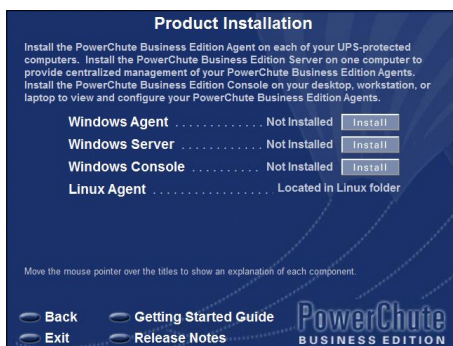 Product Installation
Install the PowerChute Business Edition Agent on each of your UPS-protected
computers. Install the PowerChute Business Edition Server on one computer to
provide centralized management of your PowerChute Business Edition Agents.
Install the PowerChute Business Edition Console on your desktop, workstation, or
laptop to view and configure your PowerChute Business Edition Agents.
Windows Agent . . . . . . . . . . . . . Not Installed Install
Windows Server . . . . . . . . . . . . Not Installed Install
Windows Console . . . . . . . . . . Not Installed Install
Linux Agent . . . . . . . . . . . . . . . . . Located in Linux folder
Move the mouse pointer over the titles to show an explanation of each component.
Back Getting Started Guide
Exit Release Notes
PowerChute
BUSINESS EDITION